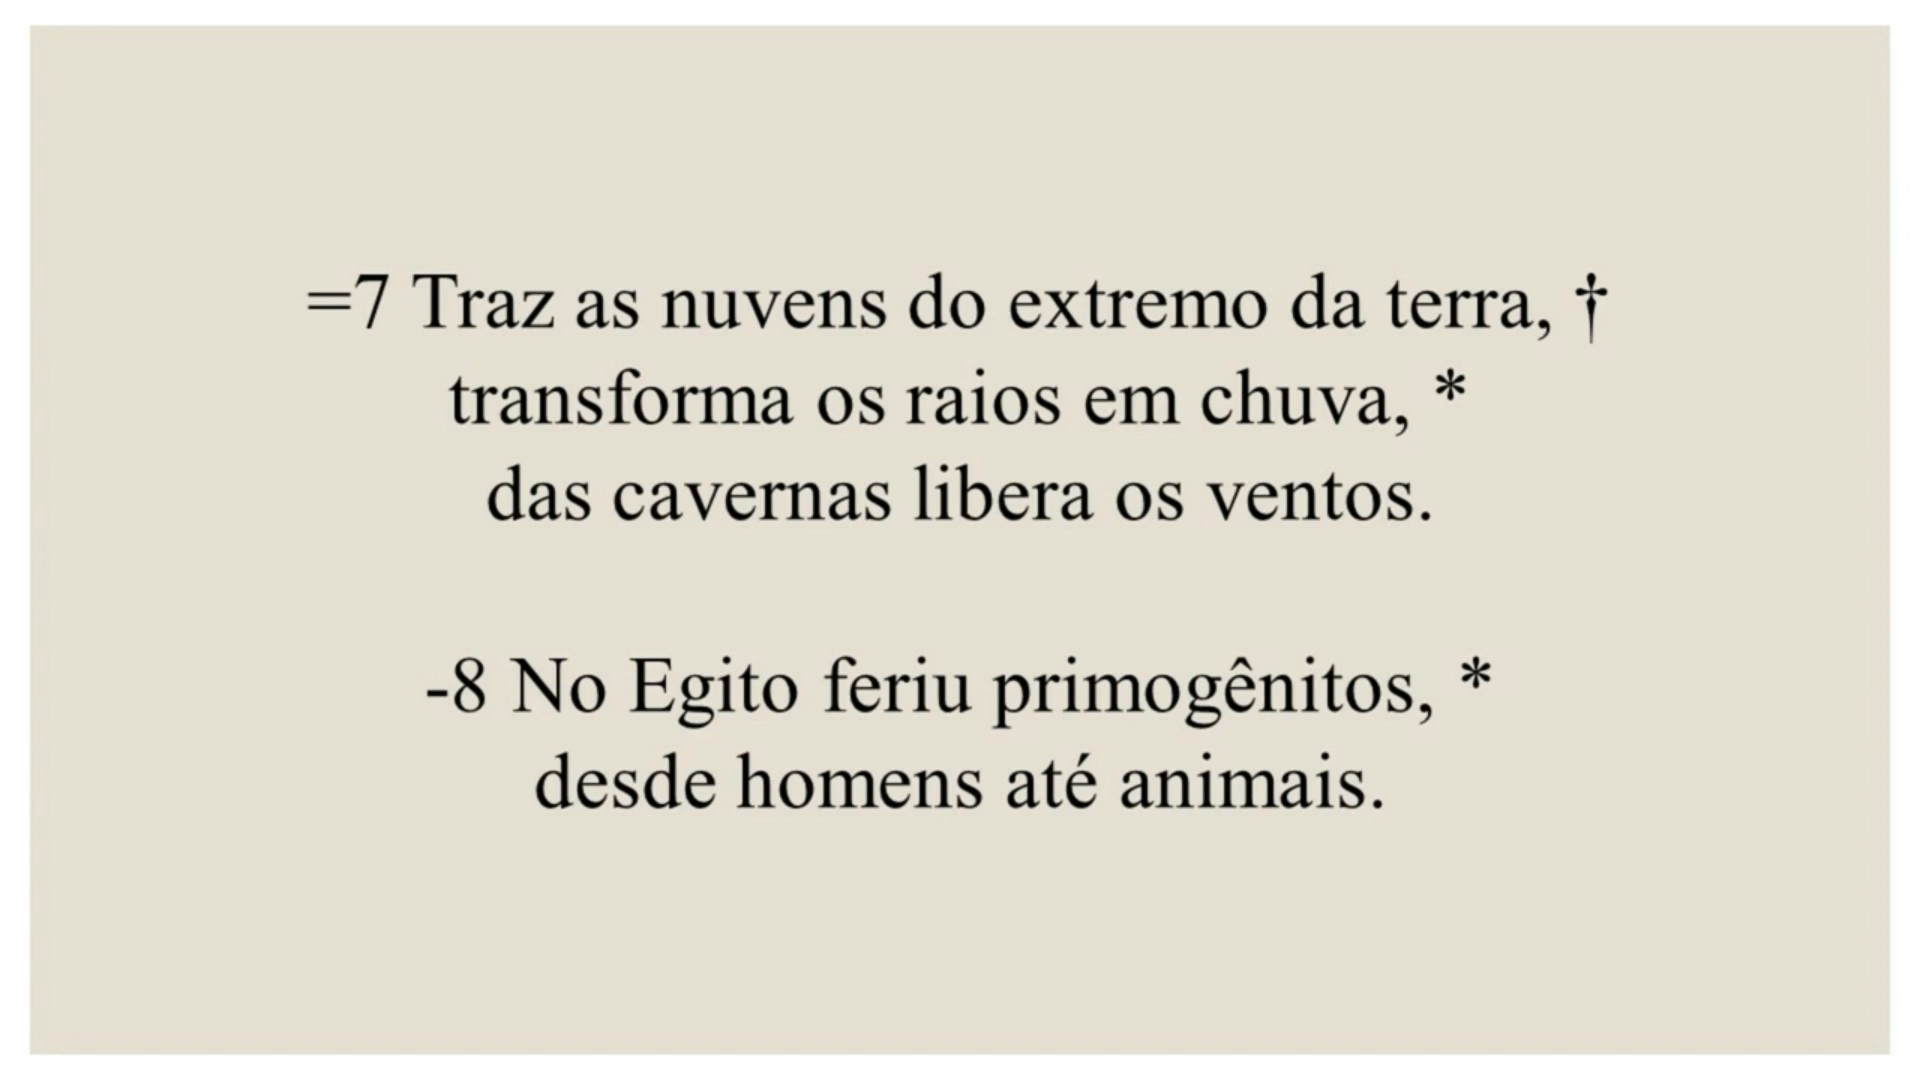 =7 Traz as nuvens do extremo da terra, †
transforma os raios em chuva, *
das cavernas libera os ventos.
-8 No Egito feriu primogênitos, *
desde homens até animais.